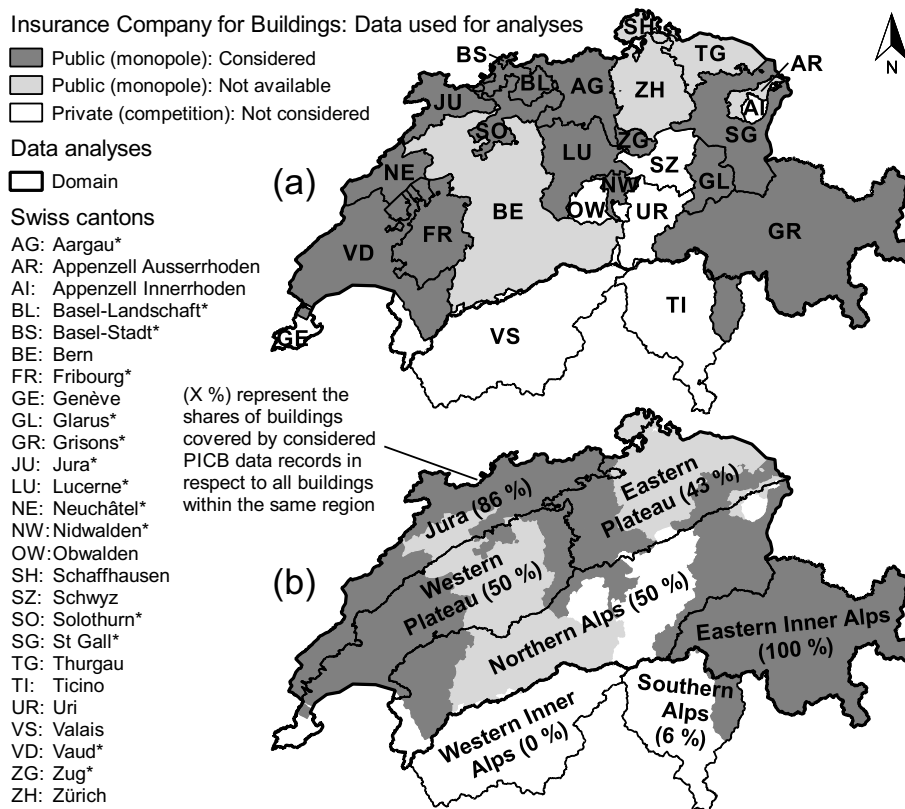 Insurance Company for Buildings: Data used for analyses
Public (monopole): Considered
Public (monopole): Not available
Private (competition): Not considered
Data analyses
Domain
Swiss cantons
AG: Aargau*
AR: Appenzell Ausserrhoden
AI: Appenzell Innerrhoden
BL: Basel-Landschaft*
BS: Basel-Stadt*
BE: Bern
FR: Fribourg*
GE: Genève
GL: Glarus*
GR: Grisons*
JU: Jura*
LU: Lucerne*
NE: Neuchâtel*
NW: Nidwalden*
OW: Obwalden
SH: Schaffhausen
SZ: Schwyz
SO: Solothurn*
SG: St Gall*
TG: Thurgau
TI: Ticino
UR: Uri
VS: Valais
VD: Vaud*
ZG: Zug*
ZH: Zürich
(a)
N
SH
TG
BS
AR
BL
AG
ZH
JU
AI
SO
ZG
SG
LU
SZ
NE
NW
GL
OW
UR
BE
FR
GR
VD
TI
VS
GE
(X %) represent the
shares of buildings
covered by considered
PICB data records in
respect to all buildings
within the same region
(b)
Jura (86 %)
Eastern
Plateau (43 %)
Western
Plateau (50 %)
Northern Alps (50 %)
Eastern Inner Alps
(100 %)
Southern
Alps
(6 %)
Western Inner
Alps (0 %)